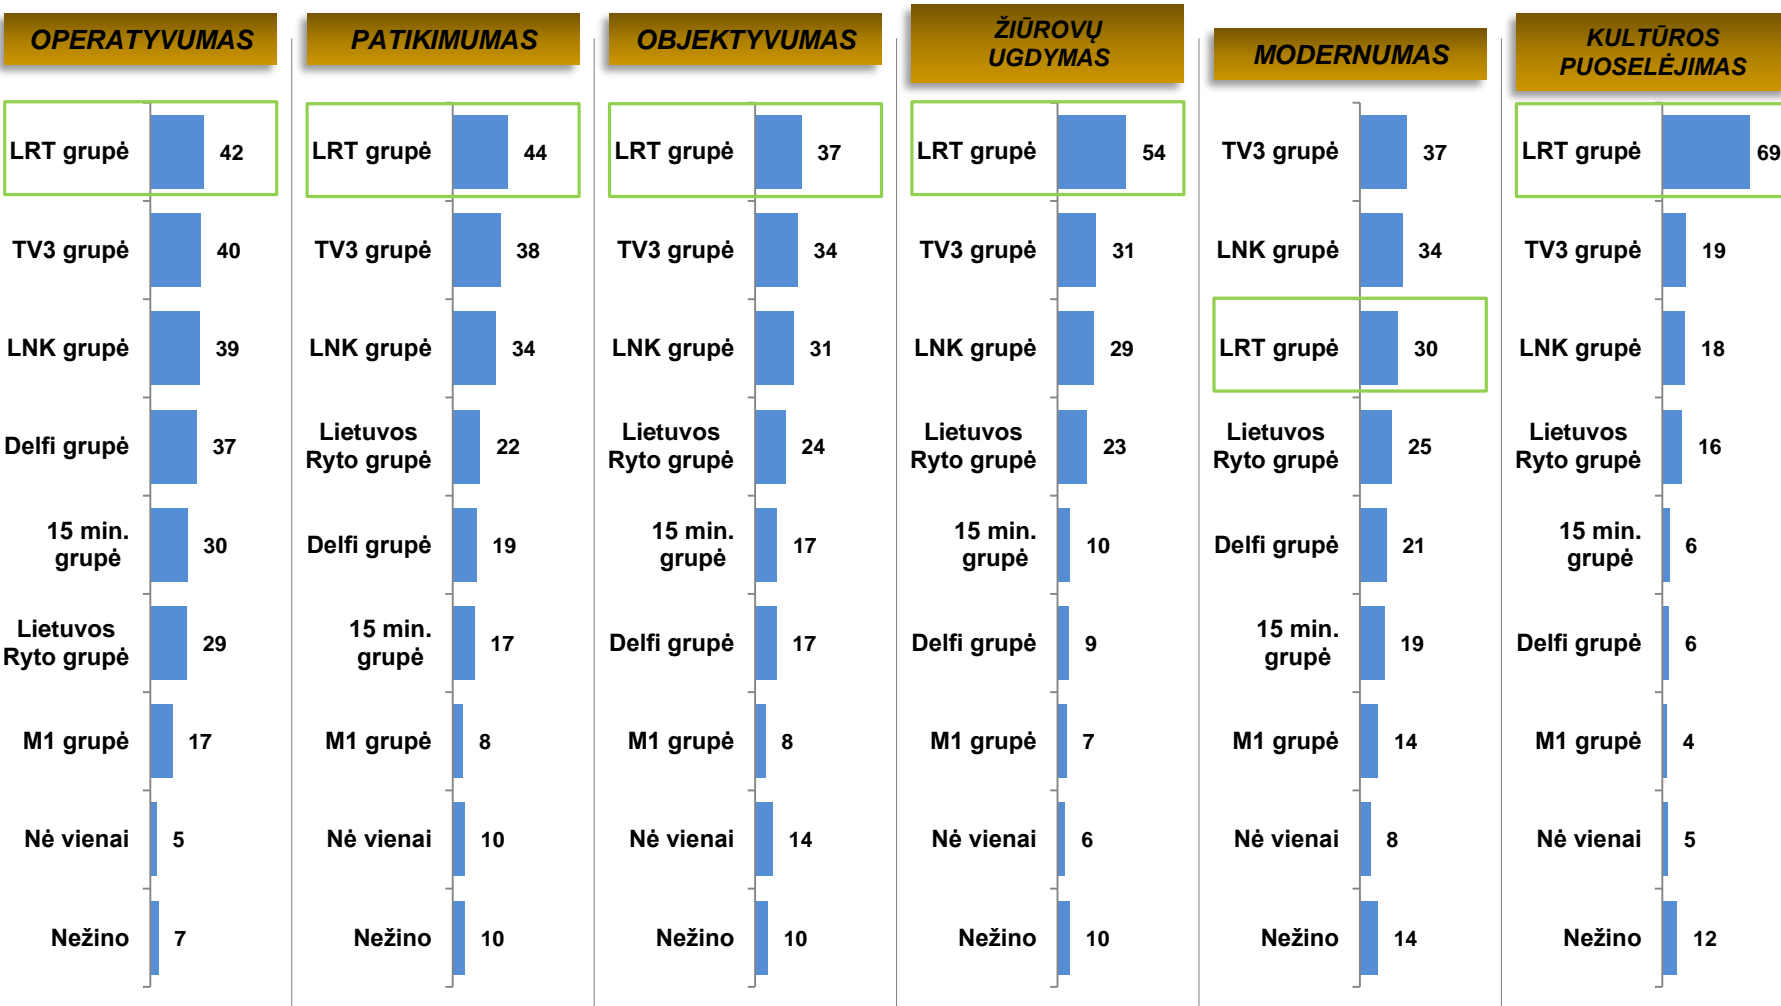 OPERATYVUMAS
LRT grupė 42
TV3 grupė 40
LNK grupė 39
Delfi grupė 37
15 min.
grupė 30
Lietuvos
Ryto grupė 29
M1 grupė 17
Nė vienai 5
Nežino 7
PATIKIMUMAS
LRT grupė 44
TV3 grupė 38
LNK grupė 34
Lietuvos
Ryto grupė 22
Delfi grupė 19
15 min.
grupė 17
M1 grupė 8
Nė vienai 10
Nežino 10
OBJEKTYVUMAS
LRT grupė 37
TV3 grupė 34
LNK grupė 31
Lietuvos
Ryto grupė 24
15 min.
grupė 17
Delfi grupė 17
M1 grupė 8
Nė vienai 14
Nežino 10
ŽIŪROVŲ
UGDYMAS
LRT grupė 54
TV3 grupė 31
LNK grupė 29
Lietuvos
Ryto grupė 23
15 min.
grupė 10
Delfi grupė 9
M1 grupė 7
Nė vienai 6
Nežino 10
MODERNUMAS
TV3 grupė 37
LNK grupė 34
LRT grupė 30
Lietuvos
Ryto grupė 25
Delfi grupė 21
15 min.
grupė 19
M1 grupė 14
Nė vienai 8
Nežino 14
KULTŪROS
PUOSELĖJIMAS
LRT grupė 69
TV3 grupė 19
LNK grupė 18
Lietuvos
Ryto grupė 16
15 min.
grupė 6
Delfi grupė 6
M1 grupė 4
Nė vienai 5
Nežino 12